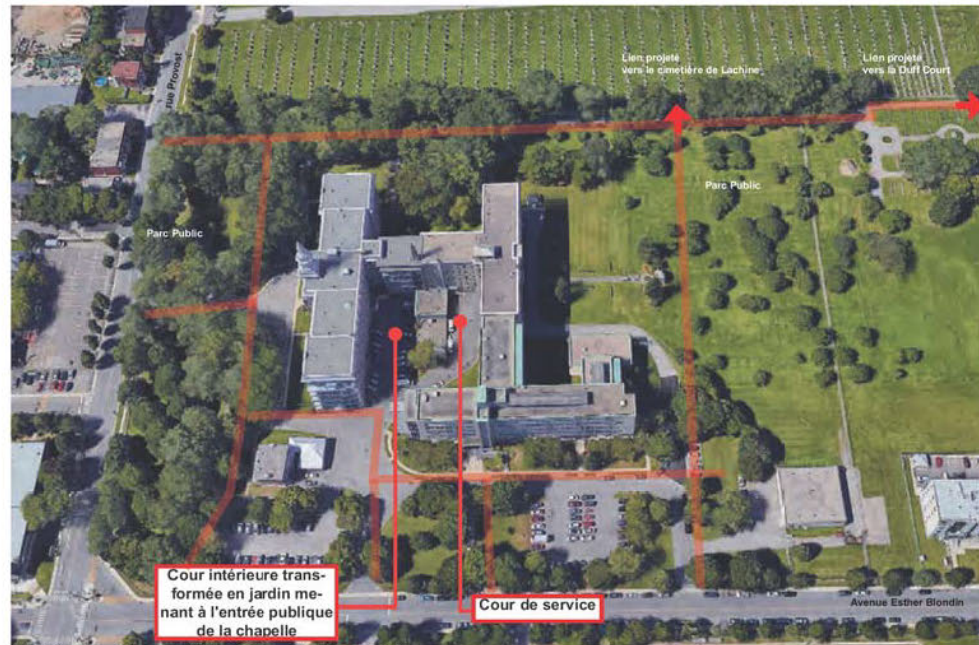 rue Provost
Lien projeté
vers le cimetière de Lachine
Lien projeté
vers la Duff Court
Parc Public
Parc Public
Cour intérieure trans-
formée en jardin me-
nant à l'entrée publique
de la chapelle
Cour de service
Avenue Esther Blondin